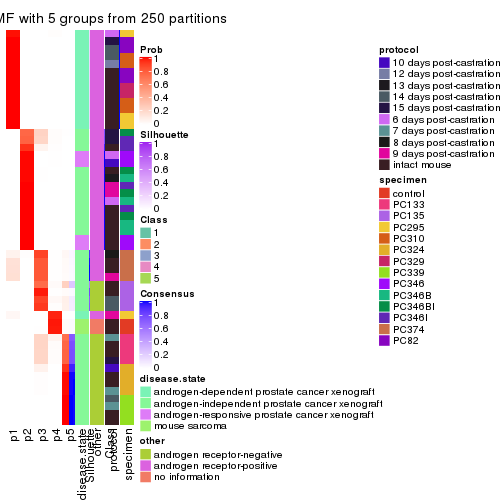 MF with 5 groups from 250 partitions
Prob
1
0.8
0.6
0.4
0.2
0
Silhouette
1
0.8
0.6
0.4
0.2
0
Class
1
2
3
4
5
Consensus
1
0.8
0.6
0.4
0.2
0
disease.state
androgen-dependent prostate cancer xenograft
androgen-independent prostate cancer xenograft
androgen-responsive prostate cancer xenograft
mouse sarcoma
other
androgen receptor-negative
androgen receptor-positive
no information
protocol
10 days post-castration
12 days post-castration
13 days post-castration
14 days post-castration
15 days post-castration
6 days post-castration
7 days post-castration
8 days post-castration
9 days post-castration
intact mouse
specimen
control
PC133
PC135
PC295
PC310
PC324
PC329
PC339
PC346
PC346B
PC346BI
PC346I
PC374
PC82
p1
p2
p3
p4
p5
disease.state
Silhouette
other
Class
protocol
specimen